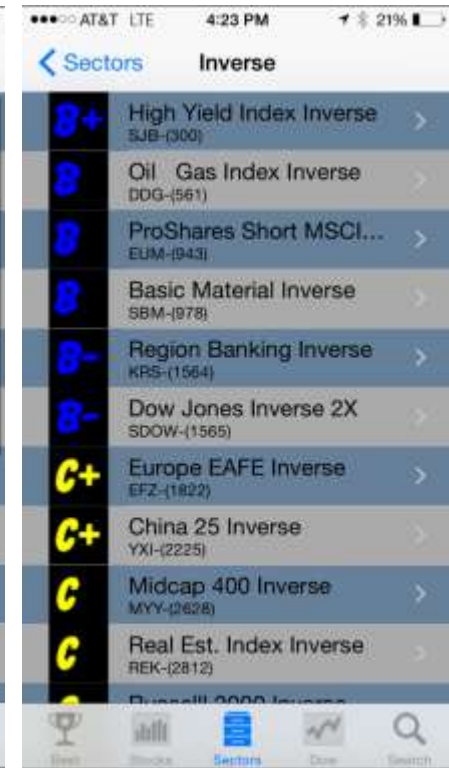 AT&T LTE 4:23 PM 21%
Sectors Inverse
B+ High Yield Index Inverse
SJB-(300)
B Oil Gas Index Inverse
DDG-(561)
B ProShares Short MSCI...
EUM-(943)
B Basic Material Inverse
SBM-(978)
B- Region Banking Inverse
KRS-(1564)
B- Dow Jones Inverse 2X
SDOW-(1565)
C+ Europe EAFE Inverse
EFZ-(1822)
C+ China 25 Inverse
YXI-(2225)
C Midcap 400 Inverse
MYY-(2628)
C Real Est. Index Inverse
REK-(2812)
2000 Inverse
Best Stocks Sectors Dow Search